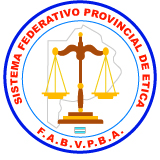 SISTEMA FEDERATIVO PROVINCIAL DE ETICA
F.A.B.V.P.B.A.